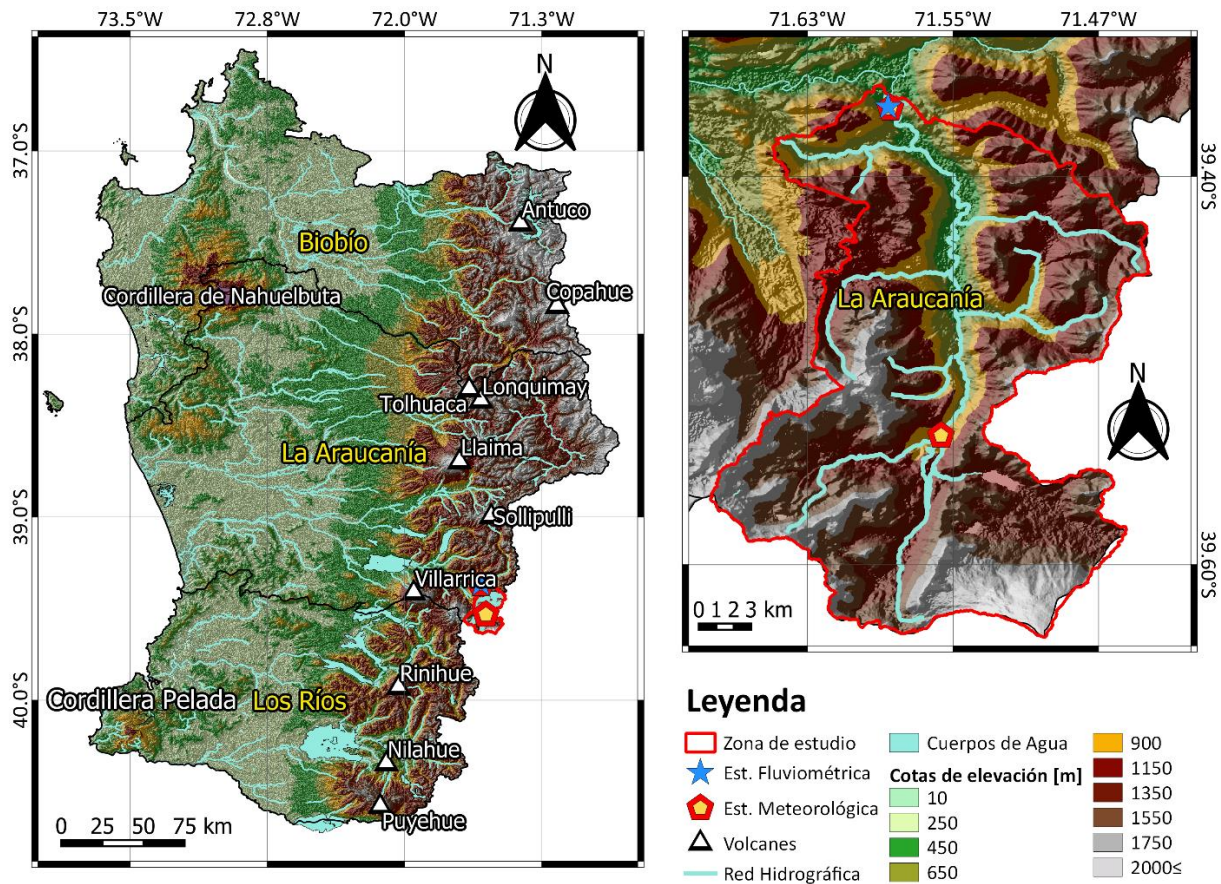 73.5°W 72.8°W 72.0°W 71.3°W
37.0°S
38.0°S
39.0°S
40.0°S
N
Antuco
Biobío
Copahue
Cordillera de Nahuelbuta
Lonquimay
Tolhuaca
La Araucanía
Llaima
Sollipulli
Villarrica
Rinihue
Cordillera Pelada
Los Ríos
Nilahue
Puyehue
0 25 50 75 km
71.63°W 71.55°W 71.47°W
39.40°S
39.60°S
La Araucanía
N
0 1 2 3 km
Leyenda
Zona de estudio
Est. Fluviométrica
Est. Meteorológica
Volcanes
Red Hidrográfica
Cuerpos de Agua
Cotas de elevación [m]
10
250
450
650
900
1150
1350
1550
1750
2000≤